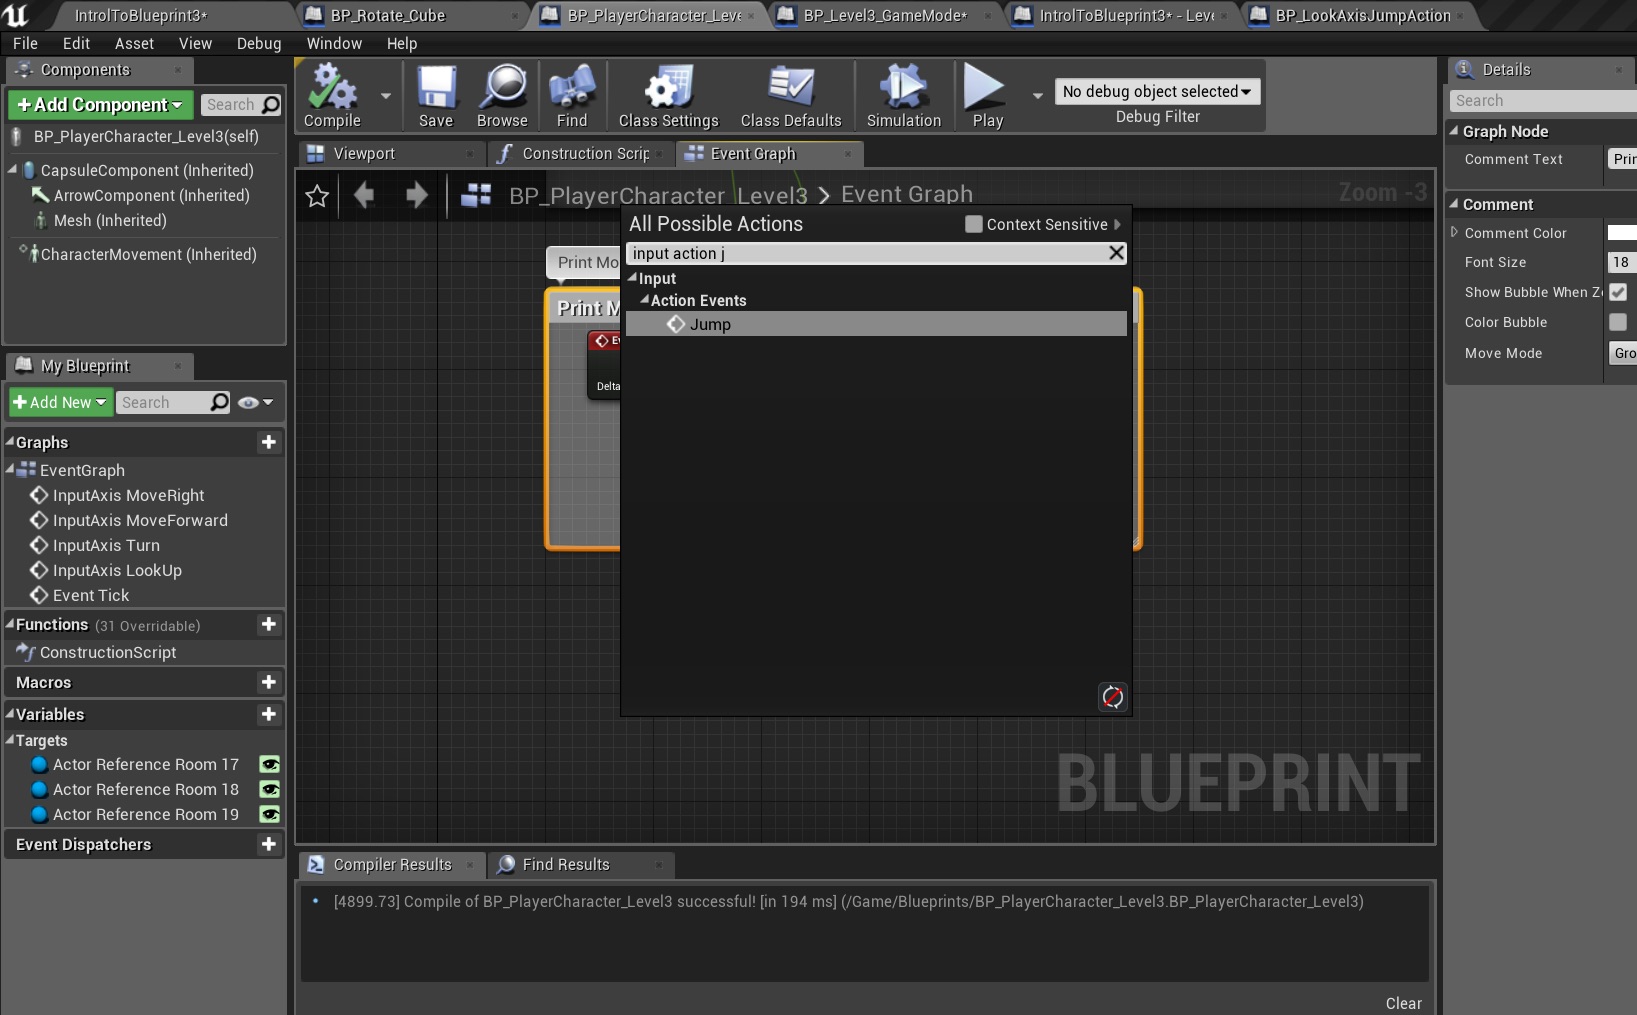 IntrolToBlueprint3*
BP_Rotate_Cube
BP_PlayerCharacter_Leve
BP_Level3_GameMode*
IntrolToBlueprint3* - Leve
BP_LookAxisJumpAction
File
Edit
Asset
View
Debug
Window
Help
Components
Add Component
Search
BP_PlayerCharacter_Level3(self)
CapsuleComponent (Inherited)
ArrowComponent (Inherited)
Mesh (Inherited)
CharacterMovement (Inherited)
Compile
Save
Browse
Find
Class Settings
Class Defaults
Simulation
Play
No debug object selected
Debug Filter
Viewport
Construction Scrip
Event Graph
BP_PlayerCharacter_Level3 > Event Graph
Zoom -3
All Possible Actions
Context Sensitive
input action j
Input
Action Events
Jump
Print Mo
Print M
Ev
Delta
BLUEPRINT
My Blueprint
Add New
Search
Graphs
EventGraph
InputAxis MoveRight
InputAxis MoveForward
InputAxis Turn
InputAxis LookUp
Event Tick
Functions (31 Overridable)
ConstructionScript
Macros
Variables
Targets
Actor Reference Room 17
Actor Reference Room 18
Actor Reference Room 19
Event Dispatchers
Compiler Results
Find Results
[4899.73] Compile of BP_PlayerCharacter_Level3 successful! [in 194 ms] (/Game/Blueprints/BP_PlayerCharacter_Level3.BP_PlayerCharacter_Level3)
Clear
Details
Search
Graph Node
Comment Text
Prin
Comment
Comment Color
Font Size
18
Show Bubble When Z
Color Bubble
Move Mode
Gro